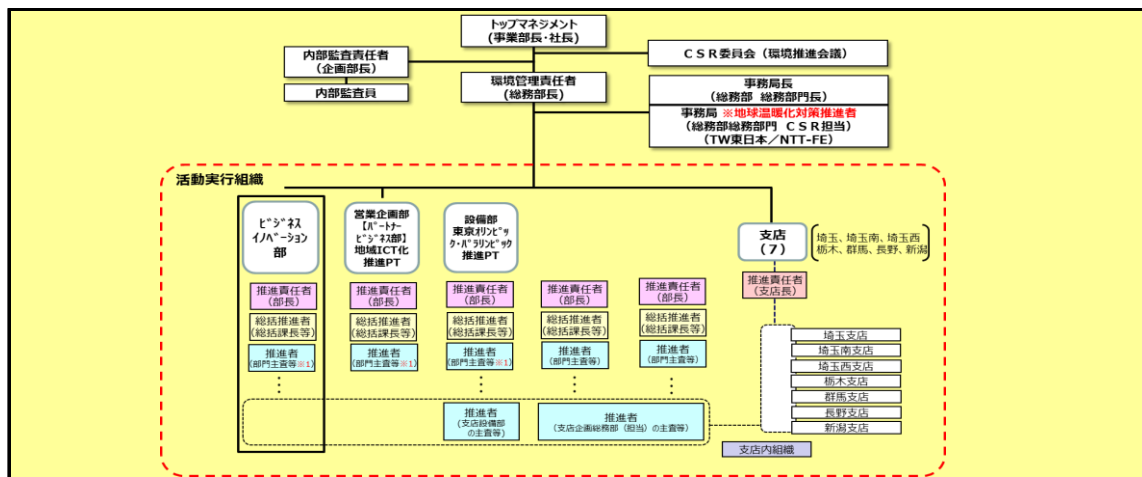 トップマネジメント
(事業部長・社長)
内部監査責任者
(企画部長)
内部監査員
CSR委員会（環境推進会議）
環境管理責任者
(総務部長)
事務局長
(総務部 総務部門長)
事務局 ※地球温暖化対策推進者
(総務部総務部門 CSR担当)
(TW東日本／NTT-FE)
活動実行組織
ﾋﾞｼﾞﾈｽ
ｲﾉﾍﾞｰｼｮﾝ
部
営業企画部
【ﾊﾟｰﾄﾅｰ
ﾋﾞｼﾞﾈｽ部】
地域ICT化
推進PT
設備部
東京ｵﾘﾝﾋﾟｯ
ｸ・ﾊﾟﾗﾘﾝﾋﾟｯｸ
推進PT
支店
(7)
埼玉、埼玉南、埼玉西
栃木、群馬、長野、新潟
推進責任者
(部長)
推進責任者
(部長)
推進責任者
(部長)
推進責任者
(部長)
推進責任者
(部長)
推進責任者
(支店長)
総括推進者
(総括課長等)
総括推進者
(総括課長等)
総括推進者
(総括課長等)
総括推進者
(総括課長等)
総括推進者
(総括課長等)
推進者
(部門主査等※1)
推進者
(部門主査等※1)
推進者
(部門主査等※1)
推進者
(部門主査等)
推進者
(部門主査等)
埼玉支店
埼玉南支店
埼玉西支店
栃木支店
群馬支店
長野支店
新潟支店
推進者
(支店設備部
の主査等)
推進者
(支店企画総務部（担当）の主査等)
支店内組織